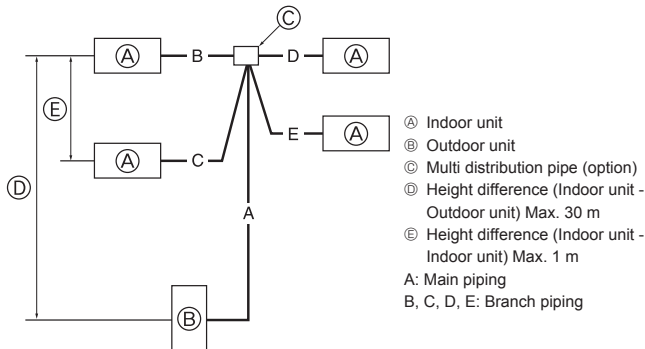 Ⓒ
Ⓐ B D Ⓐ
Ⓔ
Ⓐ C E Ⓐ
Ⓓ
A
Ⓑ
Ⓐ Indoor unit
Ⓑ Outdoor unit
Ⓒ Multi distribution pipe (option)
Ⓓ Height difference (Indoor unit -
Outdoor unit) Max. 30 m
Ⓔ Height difference (Indoor unit -
Indoor unit) Max. 1 m
A: Main piping
B, C, D, E: Branch piping